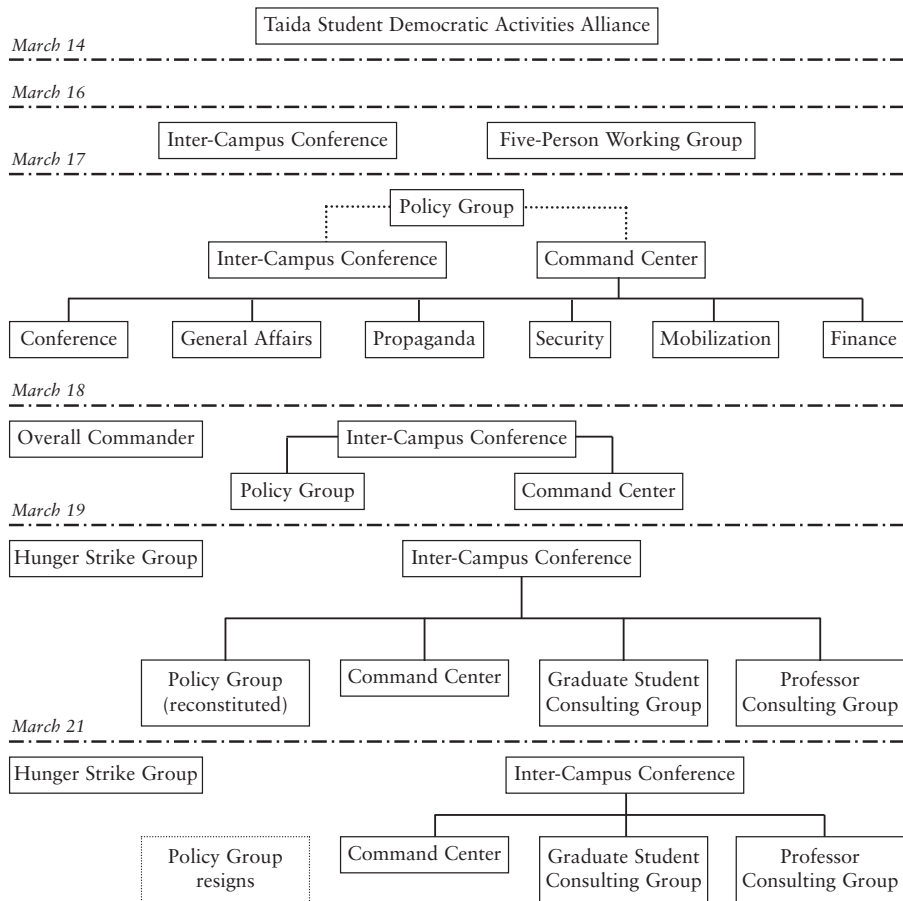 Taida Student Democratic Activities Alliance
March 14
March 16
Inter-Campus Conference
Five-Person Working Group
March 17
Policy Group
Inter-Campus Conference
Command Center
Conference
General Affairs
Propaganda
Security
Mobilization
Finance
March 18
Overall Commander
Inter-Campus Conference
Policy Group
Command Center
March 19
Hunger Strike Group
Inter-Campus Conference
Policy Group
(reconstituted)
Command Center
Graduate Student
Consulting Group
Professor
Consulting Group
March 21
Hunger Strike Group
Inter-Campus Conference
Policy Group
resigns
Command Center
Graduate Student
Consulting Group
Professor
Consulting Group